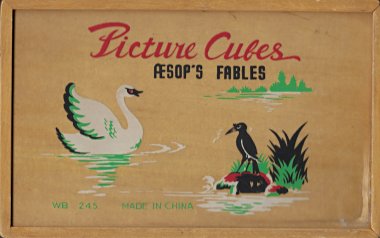 Picture Cubes
ÆSOP'S FABLES
WB 245 MADE IN CHINA